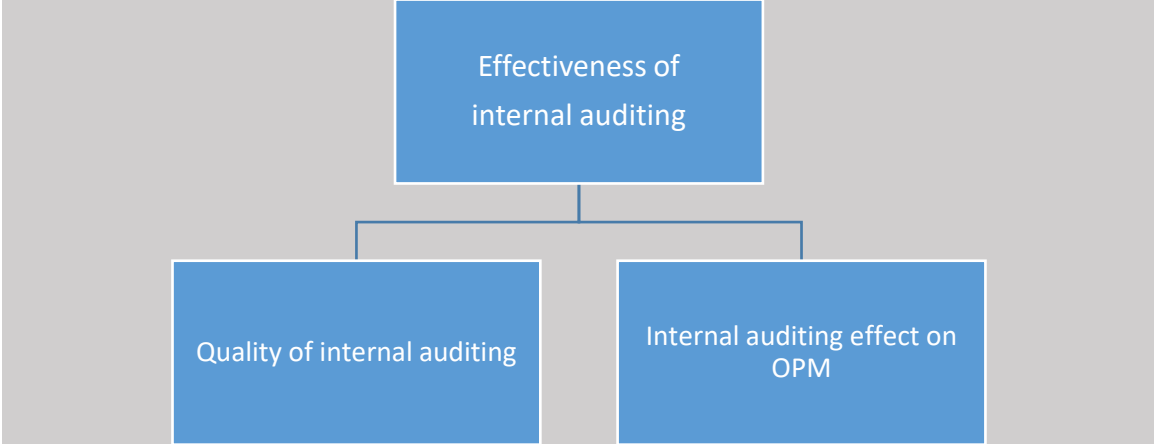 Effectiveness of
internal auditing
Quality of internal auditing
Internal auditing effect on
OPM